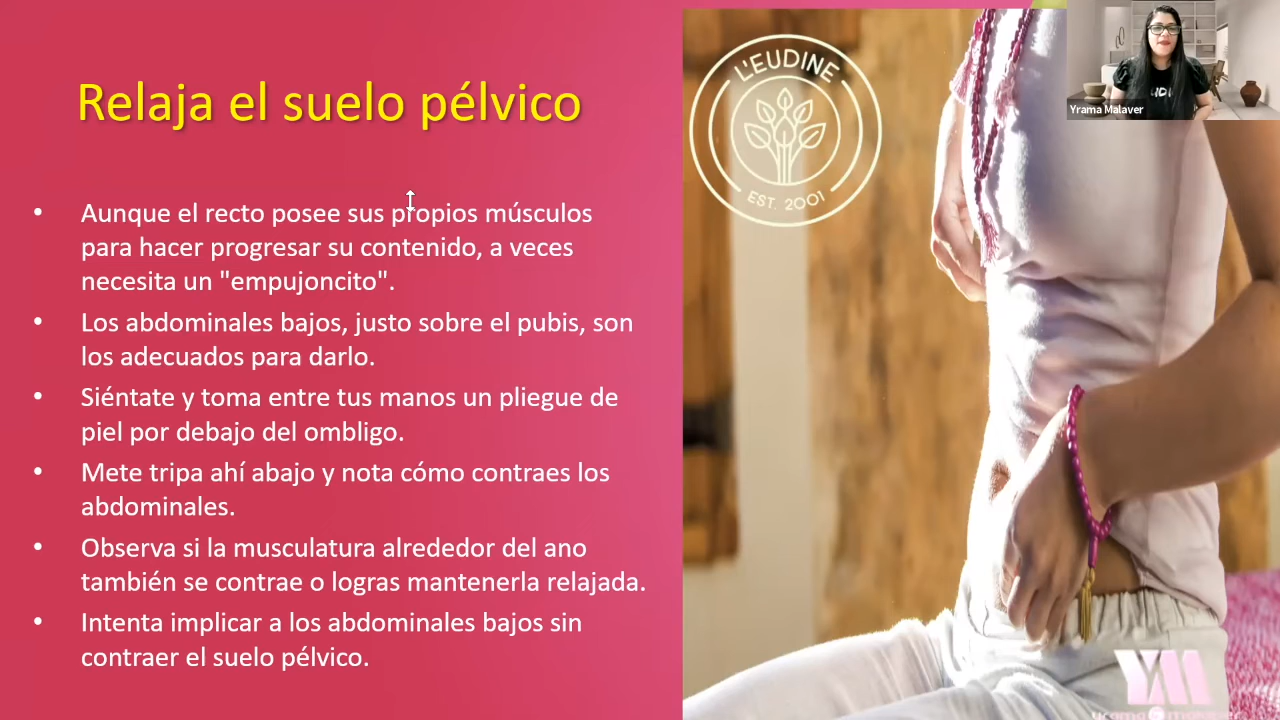 Relaja el suelo pélvico
• Aunque el recto posee sus propios músculos
para hacer progresar su contenido, a veces
necesita un "empujoncito".
• Los abdominales bajos, justo sobre el pubis, son
los adecuados para darlo.
• Siéntate y toma entre tus manos un pliegue de
piel por debajo del ombligo.
• Mete tripa ahí abajo y nota cómo contraes los
abdominales.
• Observa si la musculatura alrededor del ano
también se contrae o logras mantenerla relajada.
• Intenta implicar a los abdominales bajos sin
contraer el suelo pélvico.
L'EUDINE
EST. 2001
Yrama Malaver
YM